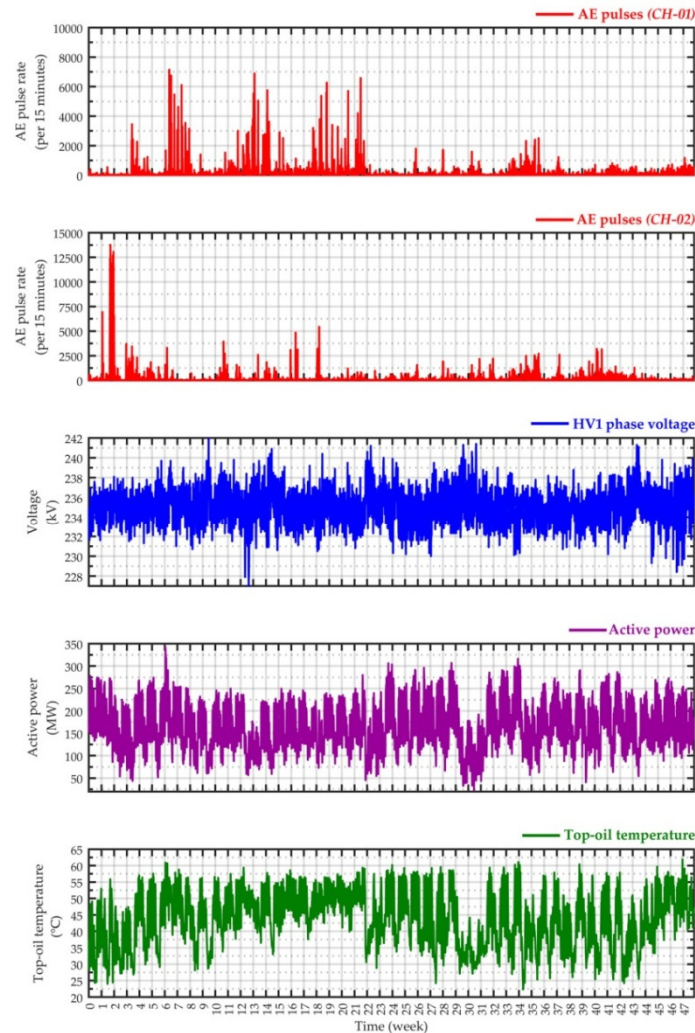 AE pulses (CH-01)
10000
8000
6000
4000
2000
0
AE pulse rate
(per 15 minutes)
AE pulses (CH-02)
15000
12500
10000
7500
5000
2500
0
AE pulse rate
(per 15 minutes)
HV1 phase voltage
242
240
238
236
234
232
230
228
Voltage
(kV)
Active power
350
300
250
200
150
100
50
Active power
(MW)
Top-oil temperature
65
60
55
50
45
40
35
30
25
20
Top-oil temperature
(°C)
0 1 2 3 4 5 6 7 8 9 10 11 12 13 14 15 16 17 18 19 20 21 22 23 24 25 26 27 28 29 30 31 32 33 34 35 36 37 38 39 40 41 42 43 44 45 46 47
Time (week)